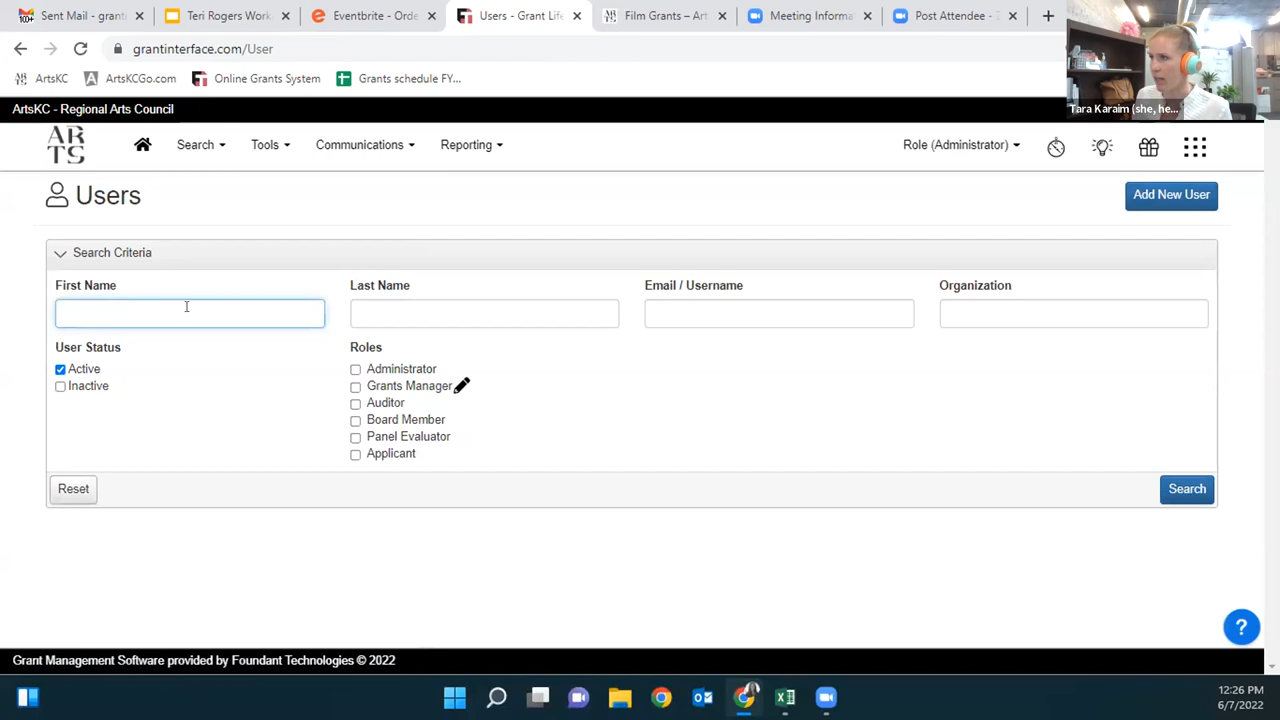 Sent Mail - grant
Teri Rogers Work
Eventbrite - Orde
Users - Grant Life
Film Grants – Art
Meeting Informa
Post Attendee - Z
grantinterface.com/User
ArtsKC
ArtsKCGo.com
Online Grants System
Grants schedule FY...
Tara Karaim (she, he...
ArtsKC - Regional Arts Council
AR
TS
Search
Tools
Communications
Reporting
Role (Administrator)
Users
Add New User
Search Criteria
First Name
Last Name
Email / Username
Organization
User Status
Roles
Active
Inactive
Administrator
Grants Manager
Auditor
Board Member
Panel Evaluator
Applicant
Reset
Search
?
Grant Management Software provided by Foundant Technologies © 2022
12:26 PM
6/7/2022